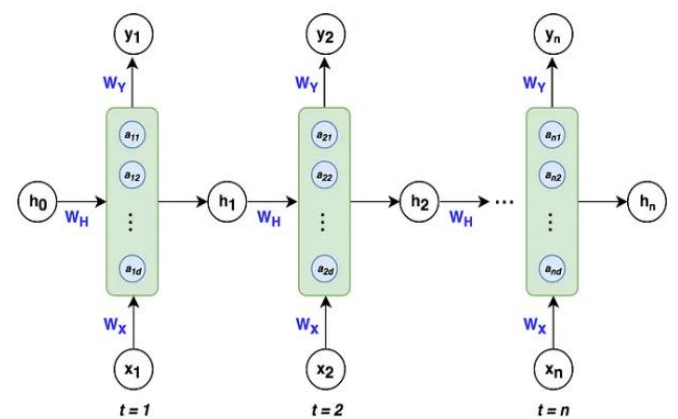 y1 y2 yn
WY WY WY
a11 a21 an1
a12 a22 an2
h0 h1 h2 ... hn
WH WH WH
⋮ ⋮ ⋮
a1d a2d and
WX WX WX
x1 x2 xn
t = 1 t = 2 t = n